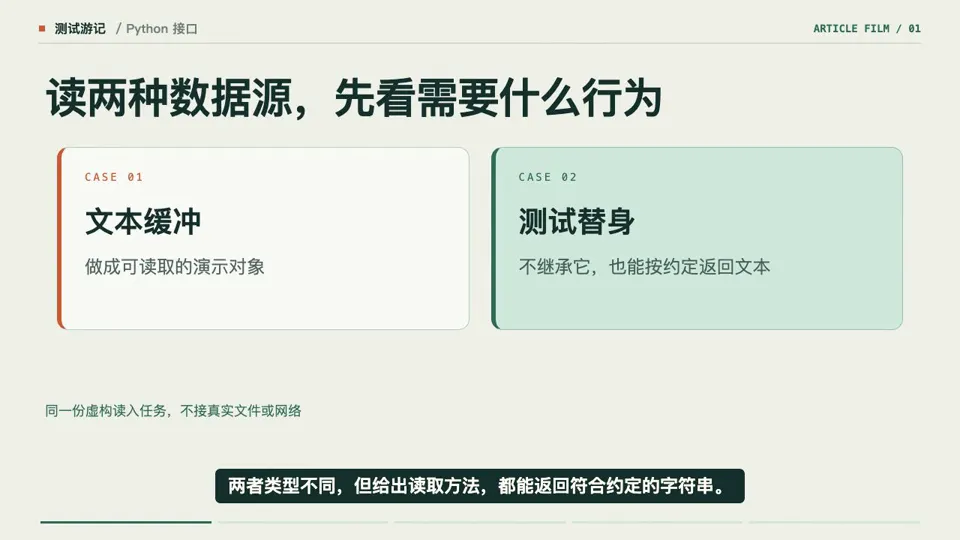 测试游记 / Python 接口
ARTICLE FILM / 01
读两种数据源，先看需要什么行为
CASE 01
文本缓冲
做成可读取的演示对象
CASE 02
测试替身
不继承它，也能按约定返回文本
同一份虚构读入任务，不接真实文件或网络
两者类型不同，但给出读取方法，都能返回符合约定的字符串。